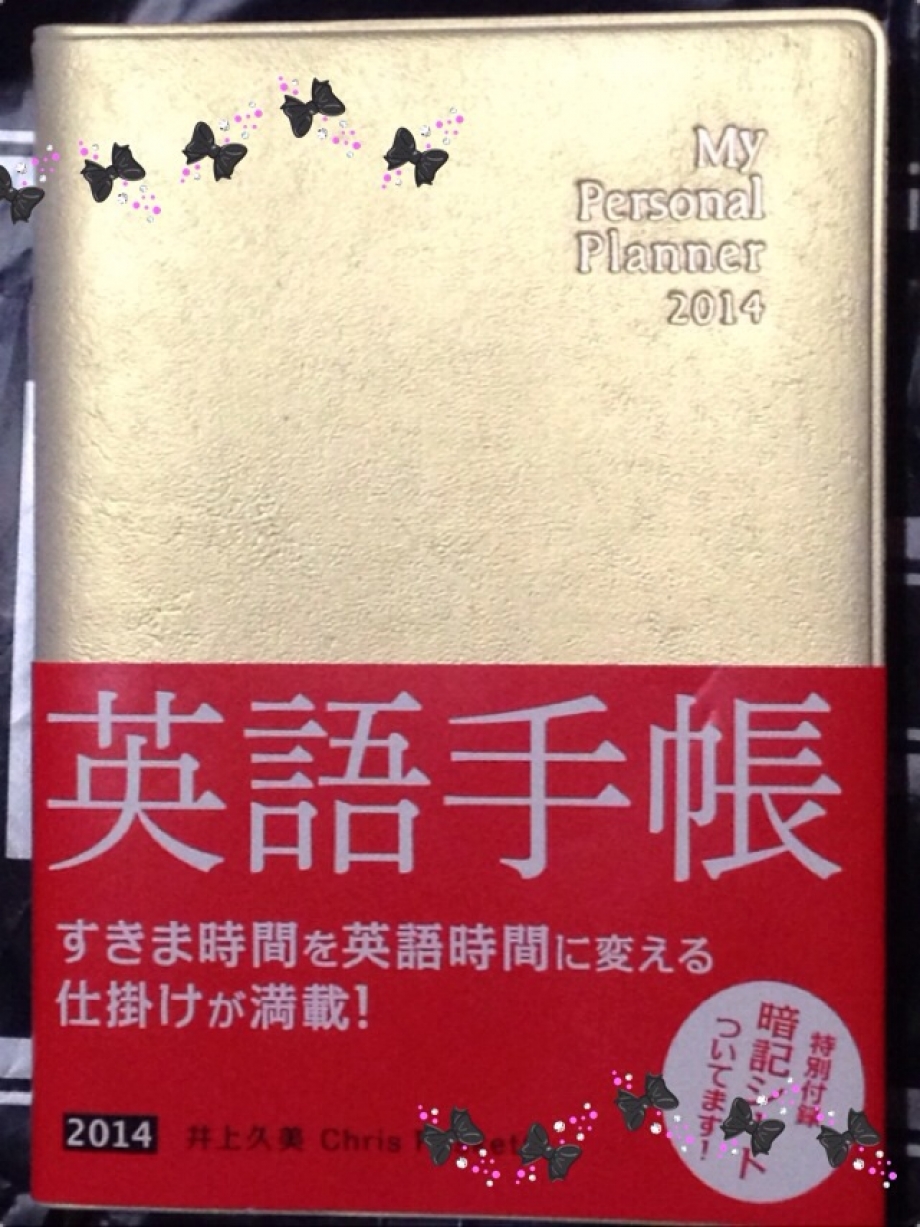 My
Personal
Planner
2014
英語手帳
すきま時間を英語時間に変える
仕掛けが満載!
特別付録
暗記シート
ついてます!
2014 井上久美 Chris